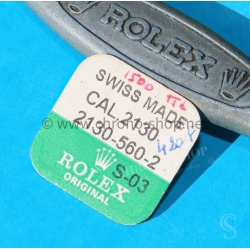 ROLEX
1500
SWISS MADE
CAL 2130
2130-560-2
S-03
ROLEX
ORIGINAL